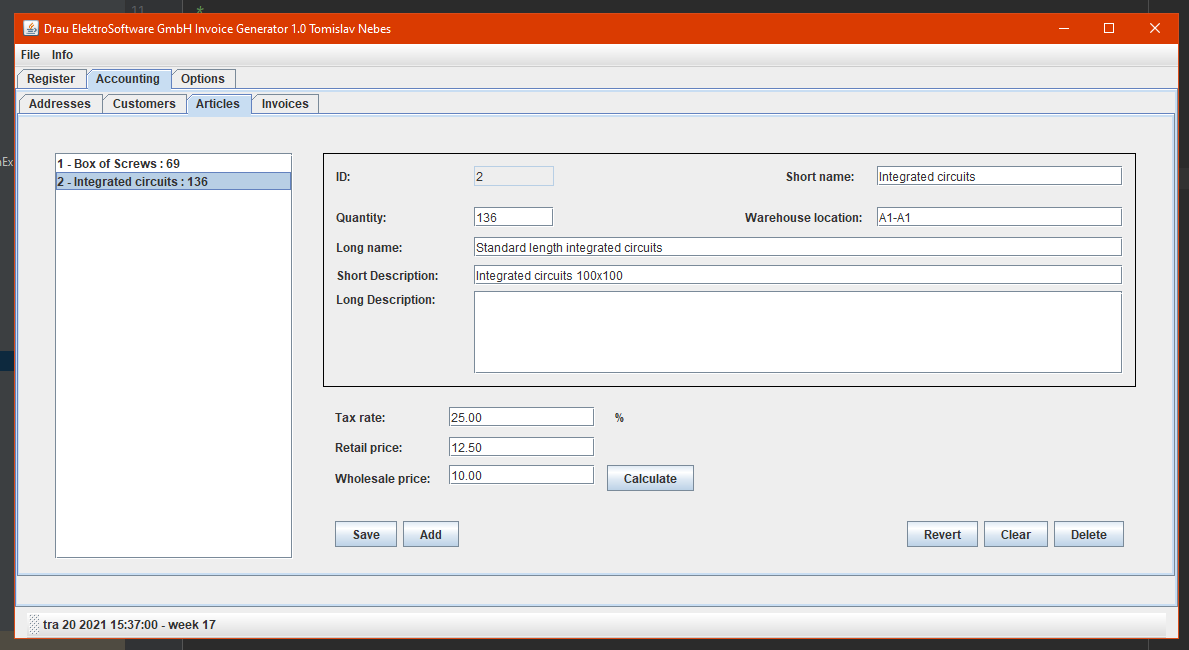 11
*
Drau ElektroSoftware GmbH Invoice Generator 1.0 Tomislav Nebes
File Info
Register Accounting Options
Addresses Customers Articles Invoices
1 - Box of Screws : 69
2 - Integrated circuits : 136
ID: 2 Short name: Integrated circuits
Quantity: 136 Warehouse location: A1-A1
Long name: Standard length integrated circuits
Short Description: Integrated circuits 100x100
Long Description:
Tax rate: 25.00 %
Retail price: 12.50
Wholesale price: 10.00 Calculate
Save Add Revert Clear Delete
tra 20 2021 15:37:00 - week 17